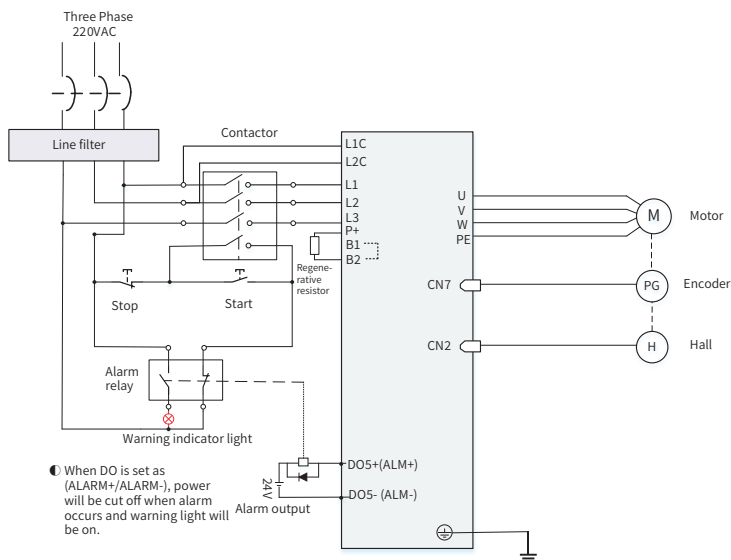 Three Phase
220VAC
Line filter
Contactor
L1C
L2C
L1
L2
L3
P+
B1
B2
Regene-
rative
resistor
Stop
Start
U
V
W
PE
M
Motor
CN7
PG
Encoder
CN2
H
Hall
Alarm
relay
Warning indicator light
When DO is set as
(ALARM+/ALARM-), power
will be cut off when alarm
occurs and warning light will
be on.
24V
Alarm output
DO5+(ALM+)
DO5- (ALM-)